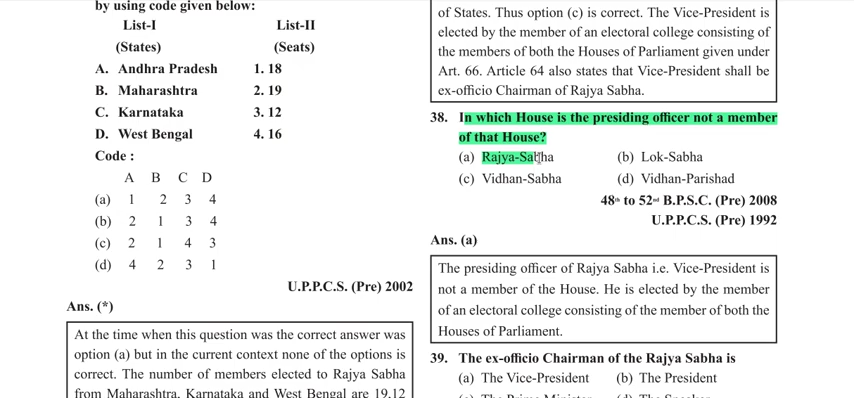 by using code given below:
List-I List-II
(States) (Seats)
A. Andhra Pradesh 1. 18
B. Maharashtra 2. 19
C. Karnataka 3. 12
D. West Bengal 4. 16
Code :
A B C D
(a) 1 2 3 4
(b) 2 1 3 4
(c) 2 1 4 3
(d) 4 2 3 1
U.P.P.C.S. (Pre) 2002
Ans. (*)
At the time when this question was the correct answer was
option (a) but in the current context none of the options is
correct. The number of members elected to Rajya Sabha
from Maharashtra, Karnataka and West Bengal are 19,12
of States. Thus option (c) is correct. The Vice-President is
elected by the member of an electoral college consisting of
the members of both the Houses of Parliament given under
Art. 66. Article 64 also states that Vice-President shall be
ex-officio Chairman of Rajya Sabha.
38. In which House is the presiding officer not a member
of that House?
(a) Rajya-Sabha (b) Lok-Sabha
(c) Vidhan-Sabha (d) Vidhan-Parishad
48th to 52nd B.P.S.C. (Pre) 2008
U.P.P.C.S. (Pre) 1992
Ans. (a)
The presiding officer of Rajya Sabha i.e. Vice-President is
not a member of the House. He is elected by the member
of an electoral college consisting of the member of both the
Houses of Parliament.
39. The ex-officio Chairman of the Rajya Sabha is
(a) The Vice-President (b) The President